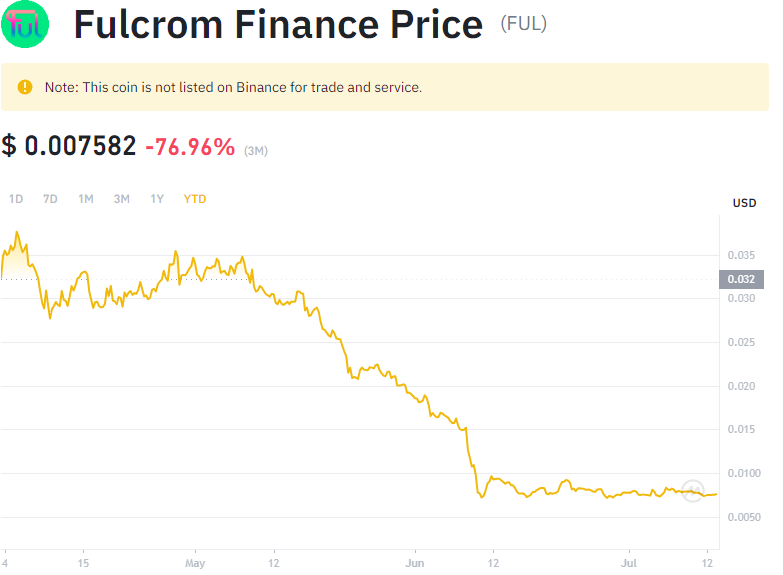 Ful
Fulcrom Finance Price (FUL)
Note: This coin is not listed on Binance for trade and service.
$ 0.007582 -76.96% (3M)
1D 7D 1M 3M 1Y YTD
USD
0.035
0.032
0.030
0.025
0.020
0.015
0.0100
0.0050
4 15 May 12 Jun 12 Jul 12